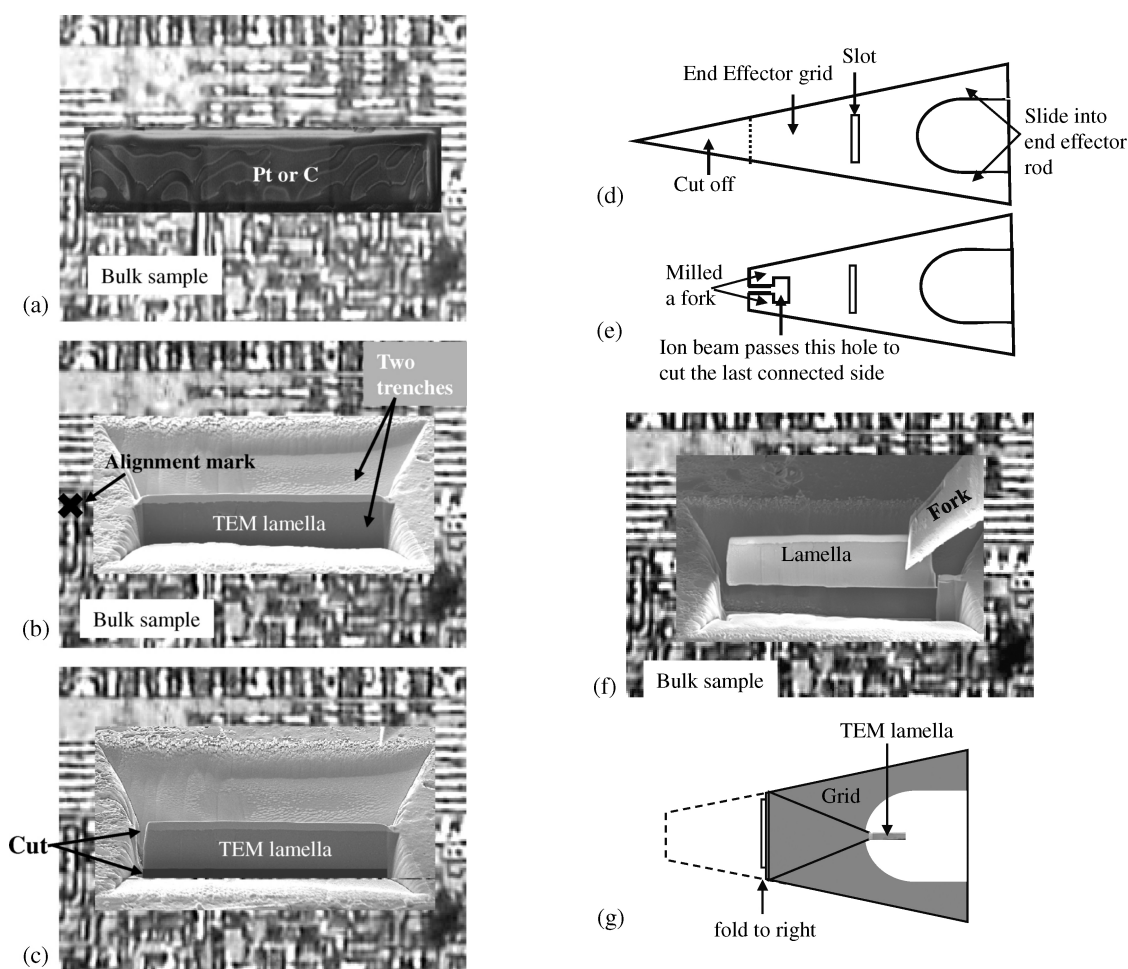 Pt or C
Bulk sample
(a)
Two
trenches
Alignment mark
TEM lamella
Bulk sample
(b)
Cut
TEM lamella
(c)
Slot
End Effector grid
Slide into
end effector
rod
Cut off
(d)
Milled
a fork
(e)
Ion beam passes this hole to
cut the last connected side
Fork
Lamella
Bulk sample
(f)
TEM lamella
Grid
fold to right
(g)